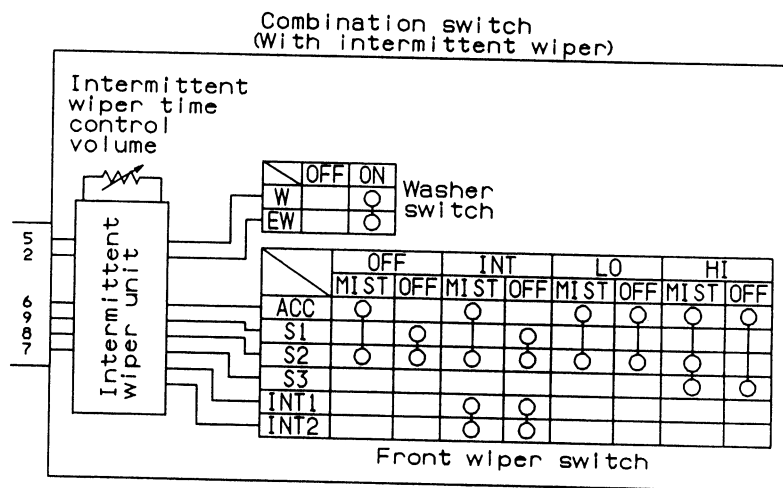 Combination switch
(With intermittent wiper)
Intermittent
wiper time
control
volume
OFF ON
W
EW
Washer
switch
5
2
6
9
8
7
Intermittent
wiper unit
OFF INT LO HI
MIST OFF MIST OFF MIST OFF MIST OFF
ACC
S1
S2
S3
INT1
INT2
Front wiper switch